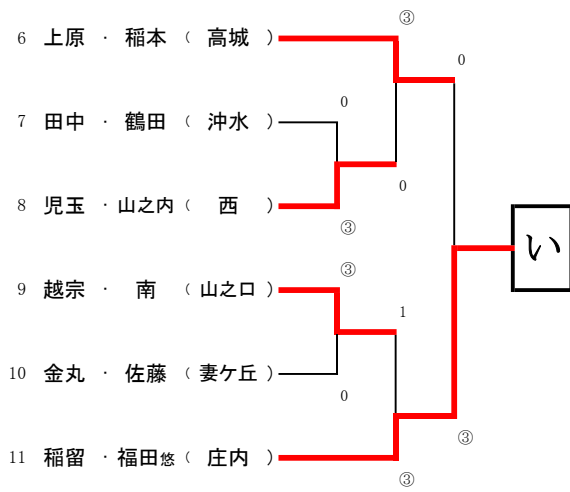 ③
6 上原 ・ 稲本 ( 高城 )
0
0
7 田中 ・ 鶴田 ( 沖水 )
0
8 児玉 ・ 山之内 ( 西 )
③
い
③
9 越宗 ・ 南 ( 山之口 )
1
10 金丸 ・ 佐藤 ( 妻ケ丘 )
0
③
11 稲留 ・ 福田悠 ( 庄内 )
③